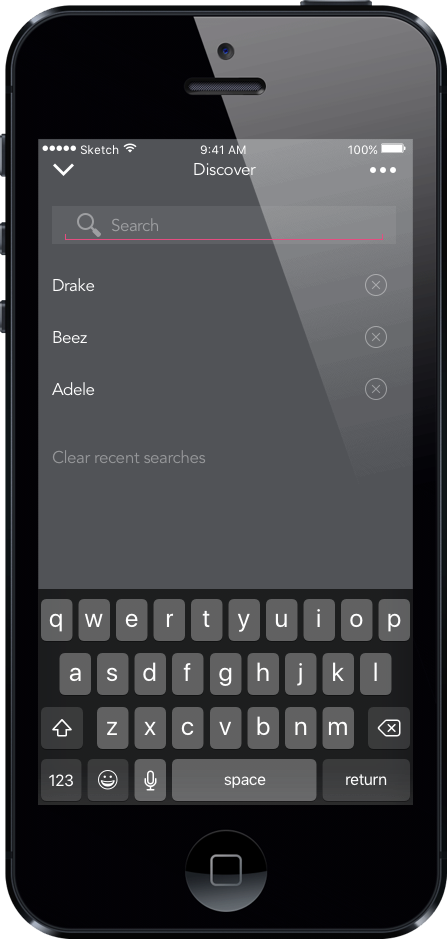 Sketch 9:41 AM 100%
Discover
Search
Drake
Beez
Adele
Clear recent searches
q w e r t y u i o p
a s d f g h j k l
z x c v b n m
123 space return